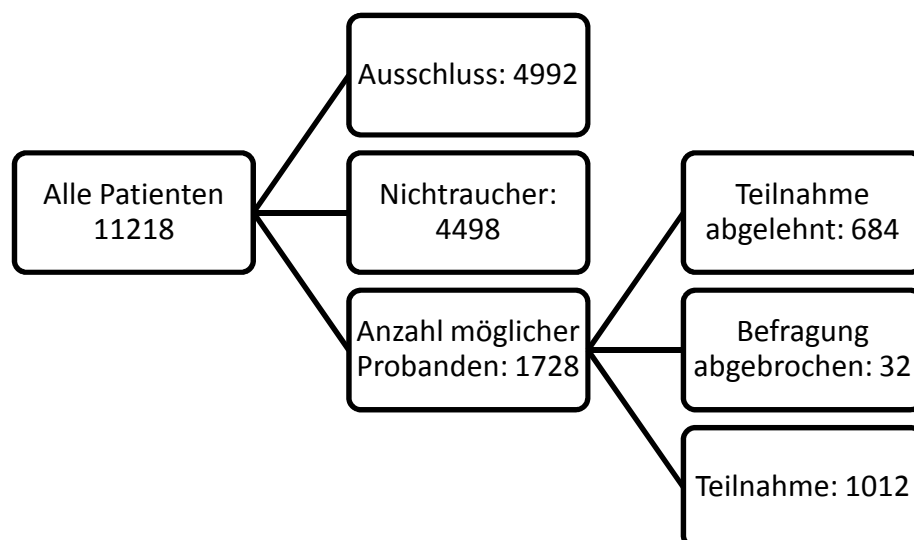 Alle Patienten
11218
Ausschluss: 4992
Nichtraucher:
4498
Anzahl möglicher
Probanden: 1728
Teilnahme
abgelehnt: 684
Befragung
abgebrochen: 32
Teilnahme: 1012